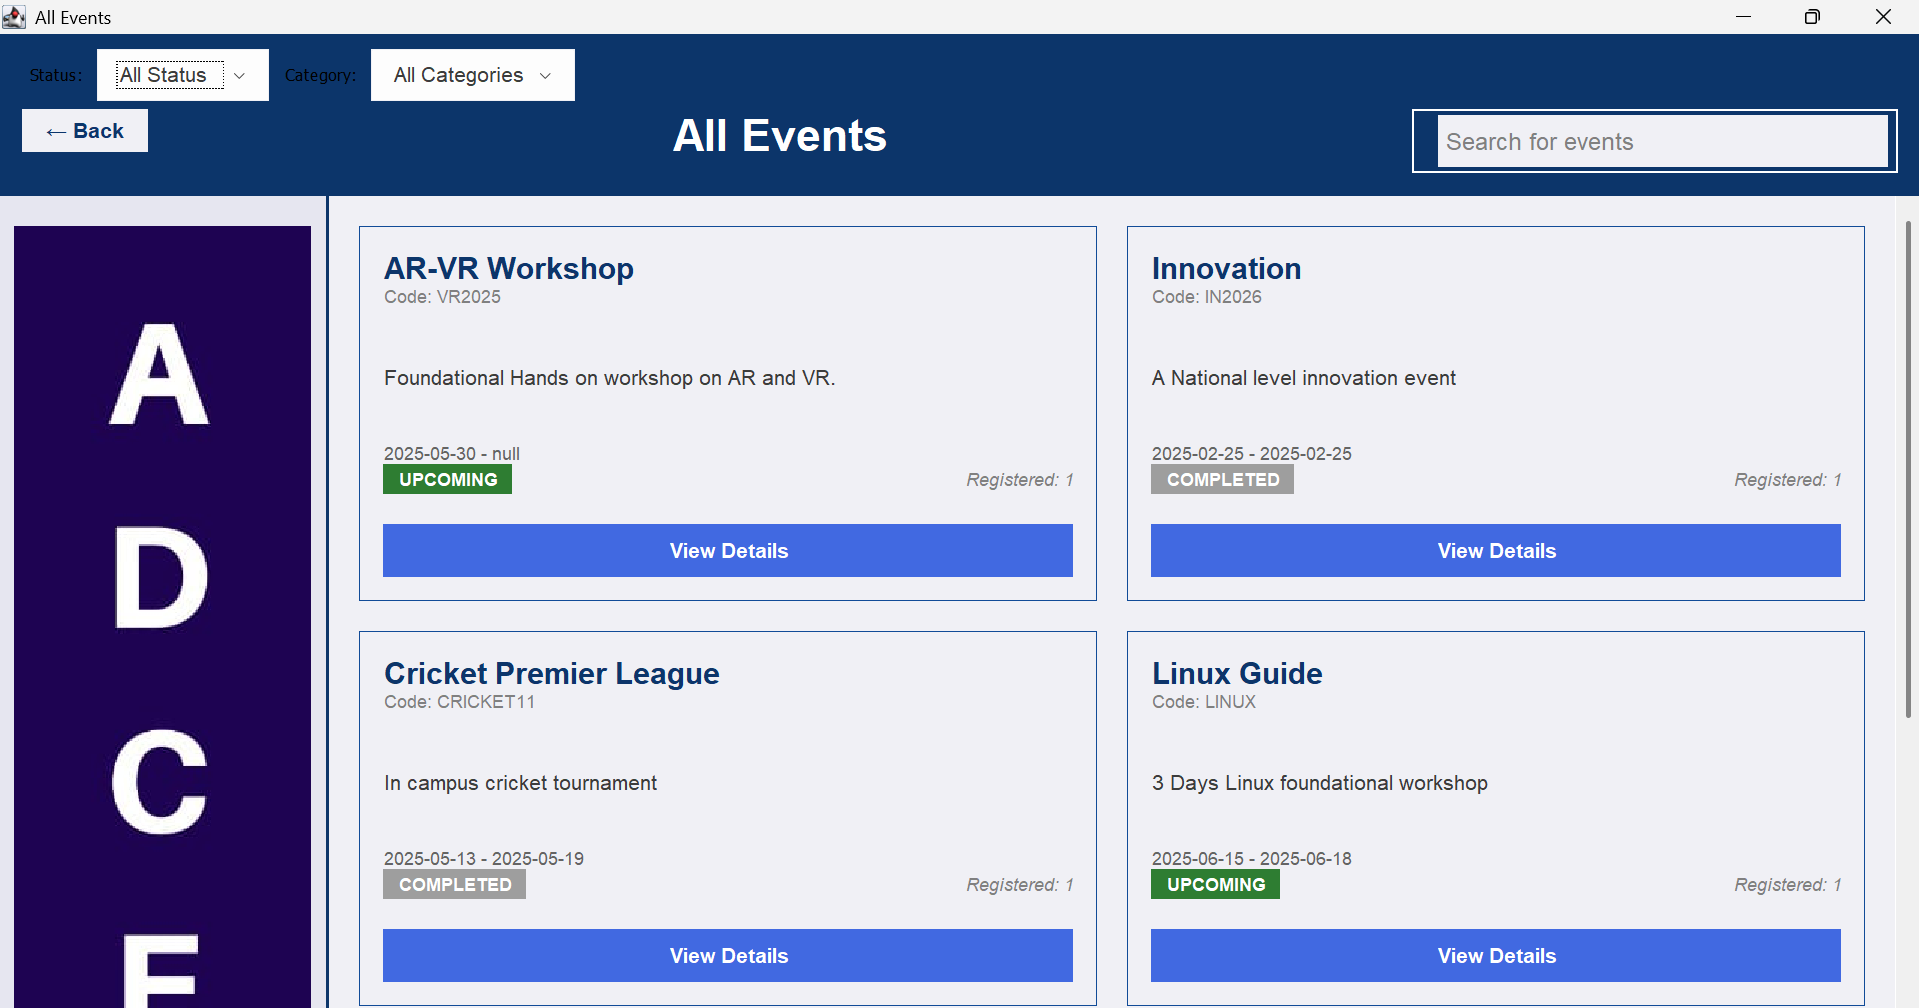 All Events
Status: All Status Category: All Categories
← Back
All Events
Search for events
A
D
C
E
AR-VR Workshop
Code: VR2025
Foundational Hands on workshop on AR and VR.
2025-05-30 - null
UPCOMING
Registered: 1
View Details
Innovation
Code: IN2026
A National level innovation event
2025-02-25 - 2025-02-25
COMPLETED
Registered: 1
View Details
Cricket Premier League
Code: CRICKET11
In campus cricket tournament
2025-05-13 - 2025-05-19
COMPLETED
Registered: 1
View Details
Linux Guide
Code: LINUX
3 Days Linux foundational workshop
2025-06-15 - 2025-06-18
UPCOMING
Registered: 1
View Details